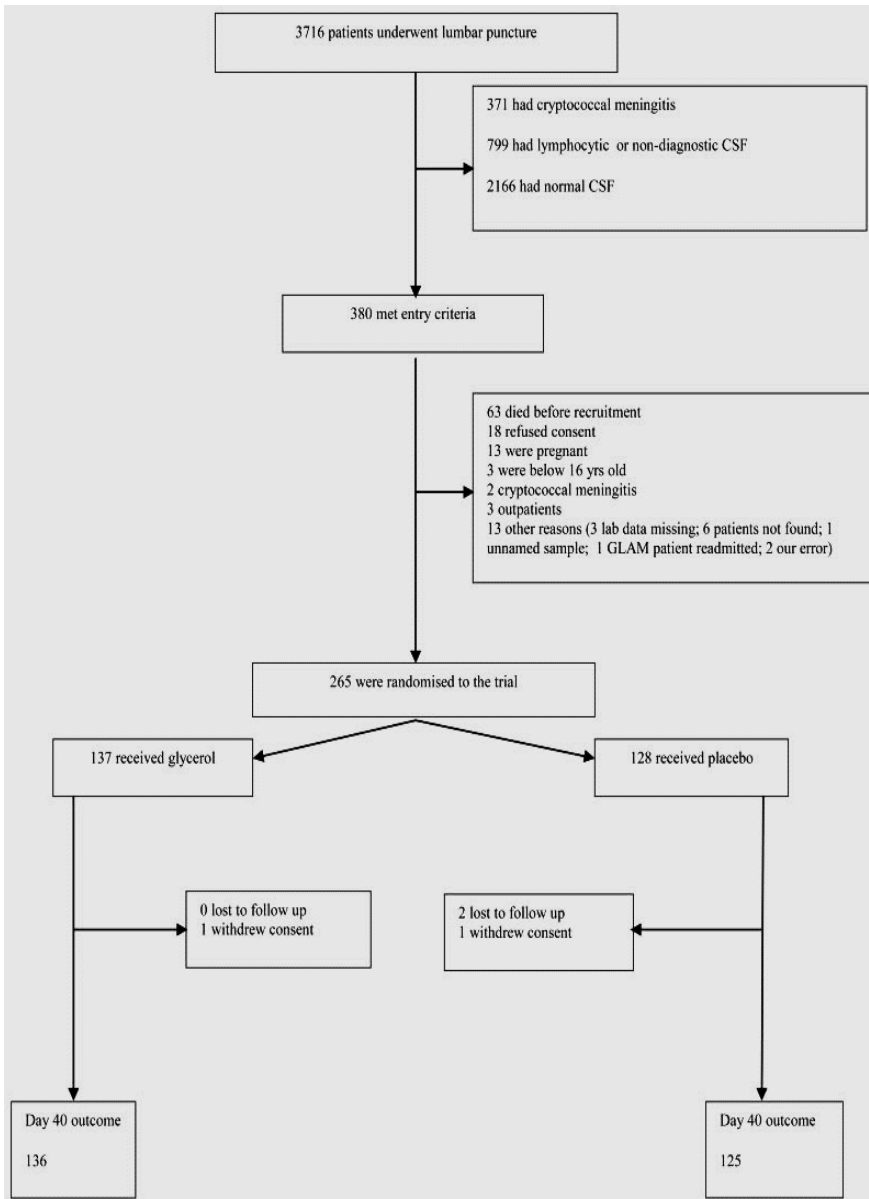 3716 patients underwent lumbar puncture
371 had cryptococcal meningitis
799 had lymphocytic or non-diagnostic CSF
2166 had normal CSF
380 met entry criteria
63 died before recruitment
18 refused consent
13 were pregnant
3 were below 16 yrs old
2 cryptococcal meningitis
3 outpatients
13 other reasons (3 lab data missing; 6 patients not found; 1
unnamed sample; 1 GLAM patient readmitted; 2 our error)
265 were randomised to the trial
137 received glycerol
128 received placebo
0 lost to follow up
1 withdrew consent
2 lost to follow up
1 withdrew consent
Day 40 outcome
136
Day 40 outcome
125